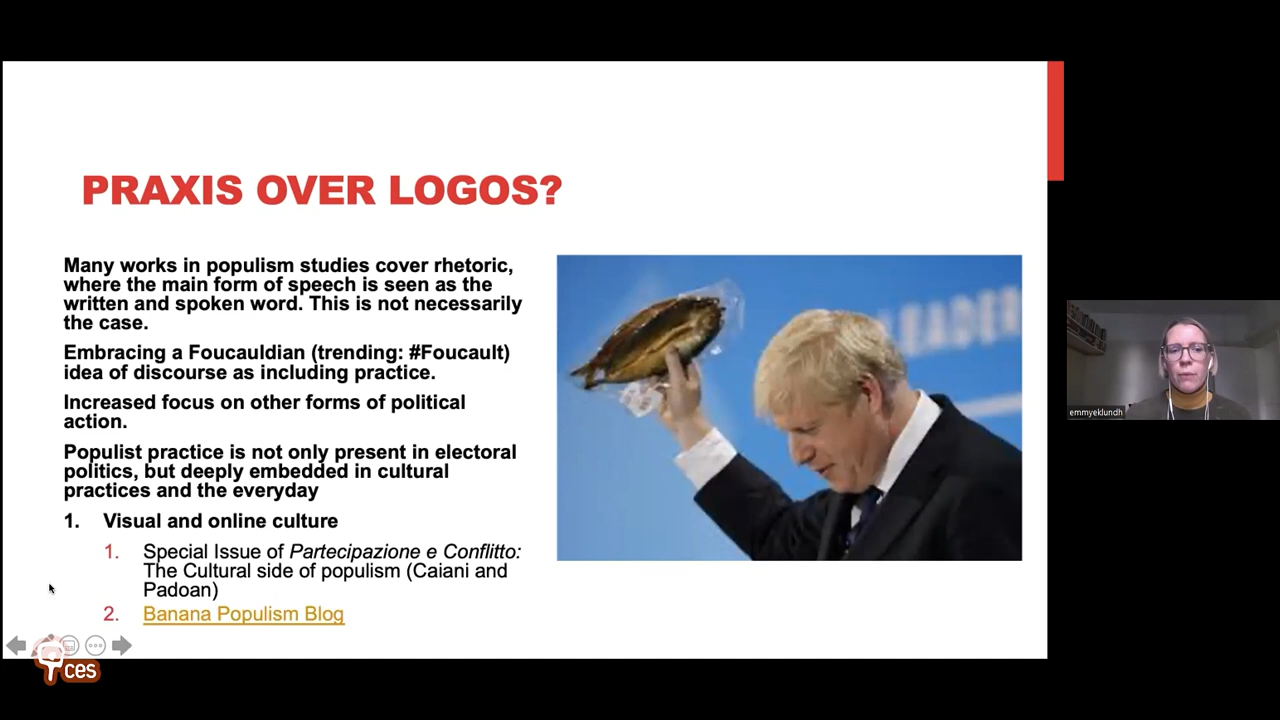 PRAXIS OVER LOGOS?
Many works in populism studies cover rhetoric,
where the main form of speech is seen as the
written and spoken word. This is not necessarily
the case.
Embracing a Foucauldian (trending: #Foucault)
idea of discourse as including practice.
Increased focus on other forms of political
action.
Populist practice is not only present in electoral
politics, but deeply embedded in cultural
practices and the everyday
1. Visual and online culture
1. Special Issue of Partecipazione e Conflitto:
The Cultural side of populism (Caiani and
Padoan)
2. Banana Populism Blog
LEADER
emmyeklundh
ces